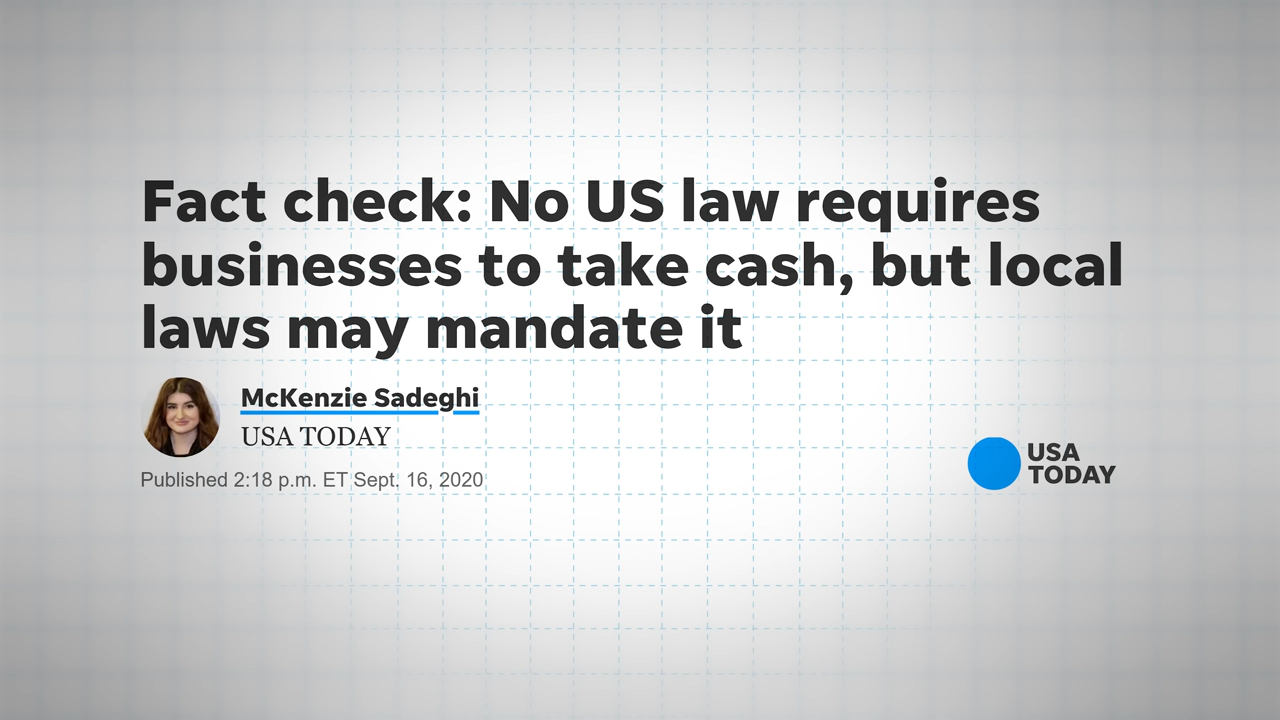 Fact check: No US law requires
businesses to take cash, but local
laws may mandate it
McKenzie Sadeghi
USA TODAY
Published 2:18 p.m. ET Sept. 16, 2020
USA
TODAY